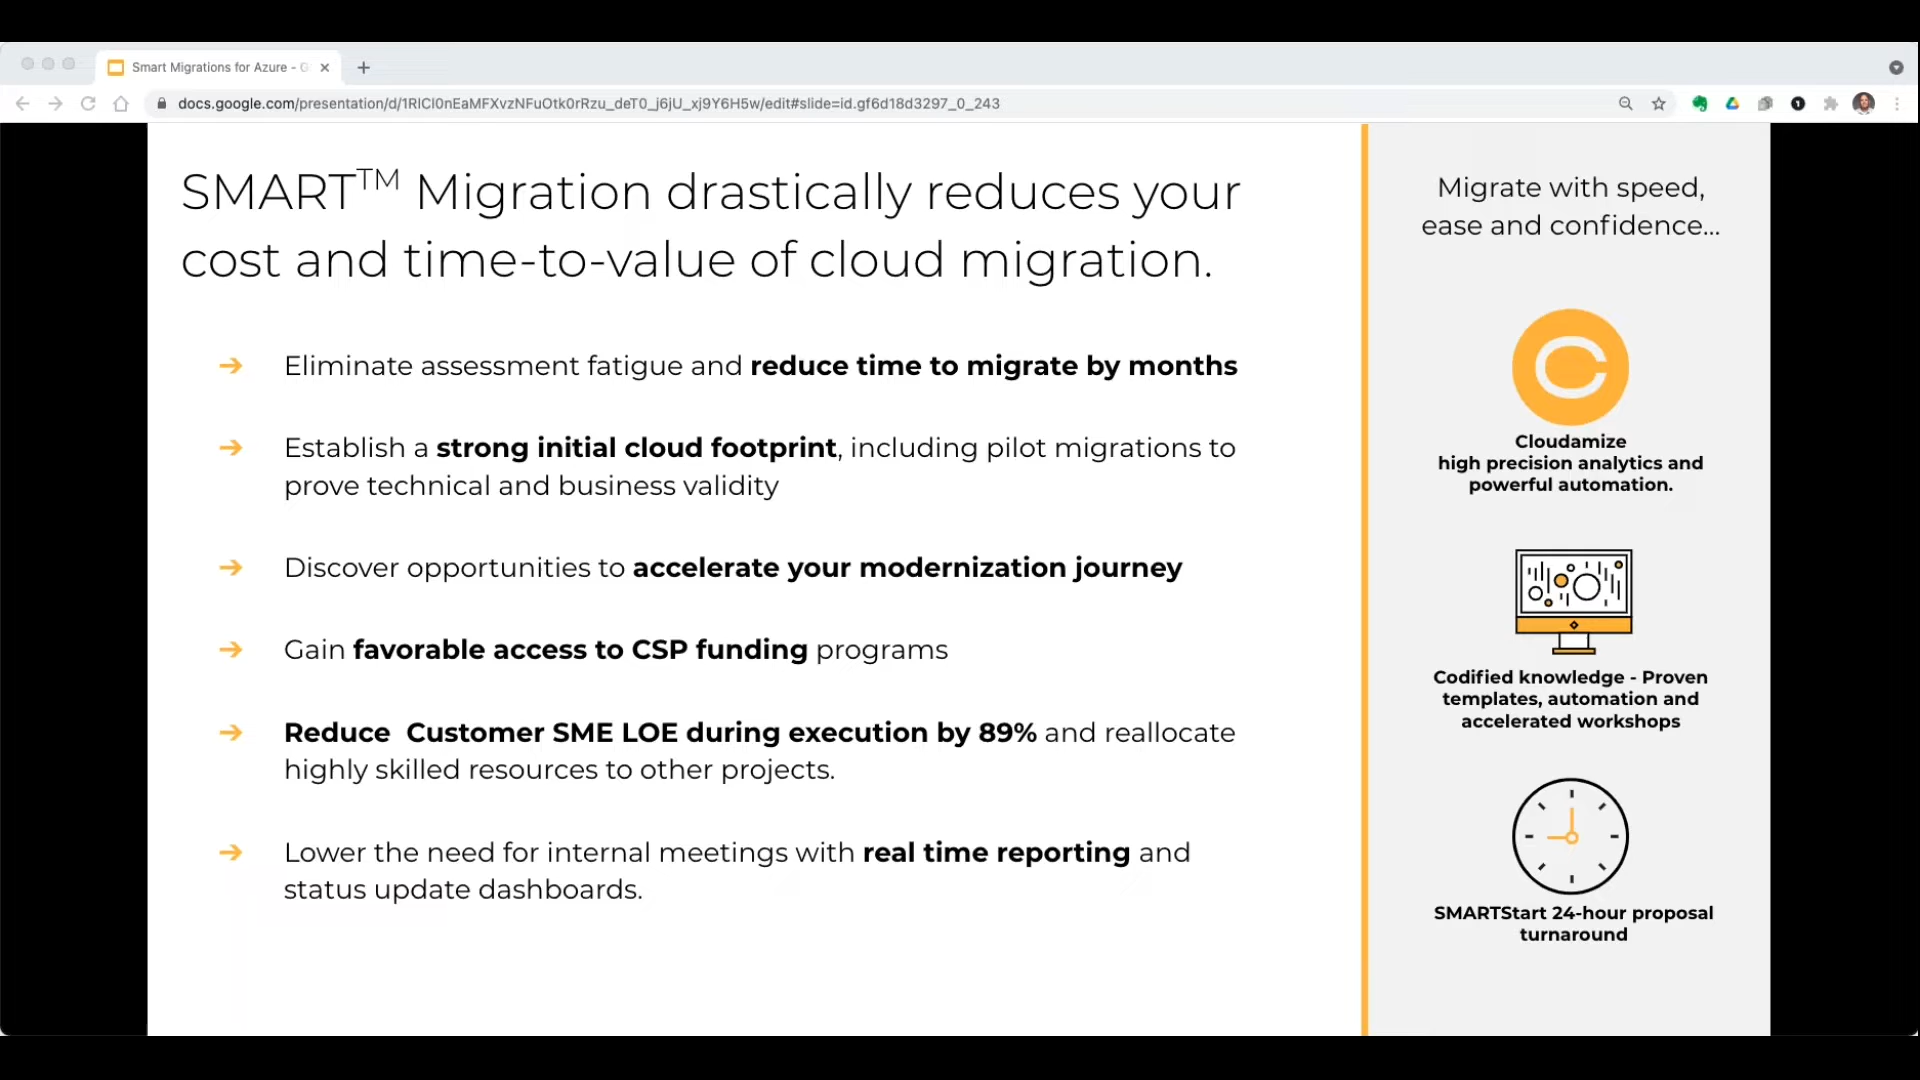 Smart Migrations for Azure - G
docs.google.com/presentation/d/1RlCl0nEaMFXvzNFuOtk0rRzu_deT0_j6jU_xj9Y6H5w/edit#slide=id.gf6d18d3297_0_243
SMART™ Migration drastically reduces your
cost and time-to-value of cloud migration.
Eliminate assessment fatigue and reduce time to migrate by months
Establish a strong initial cloud footprint, including pilot migrations to
prove technical and business validity
Discover opportunities to accelerate your modernization journey
Gain favorable access to CSP funding programs
Reduce  Customer SME LOE during execution by 89% and reallocate
highly skilled resources to other projects.
Lower the need for internal meetings with real time reporting and
status update dashboards.
Migrate with speed,
ease and confidence...
Cloudamize
high precision analytics and
powerful automation.
Codified knowledge - Proven
templates, automation and
accelerated workshops
SMARTStart 24-hour proposal
turnaround